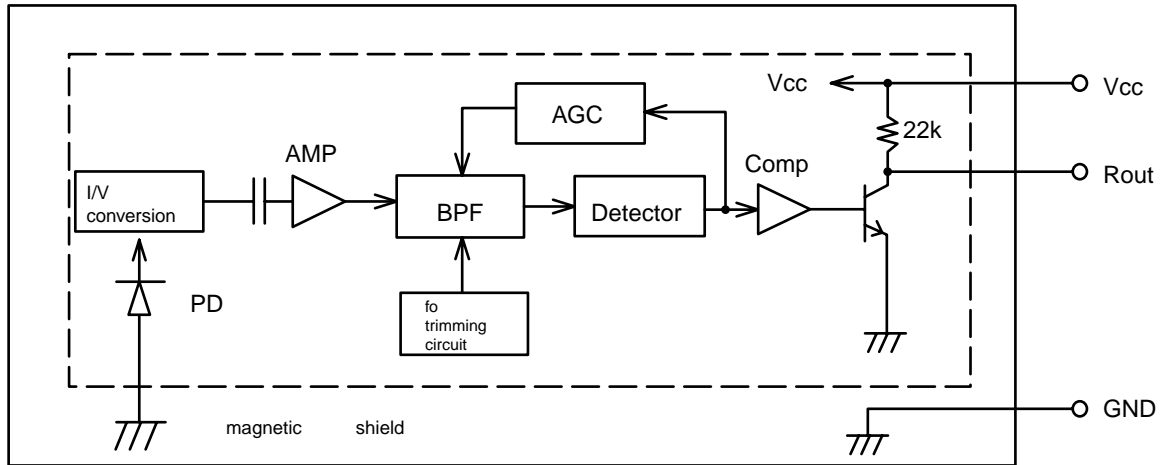 Vcc
Vcc
AGC
22k
AMP
Comp
Rout
I/V
conversion
BPF
Detector
PD
fo
trimming
circuit
GND
magnetic shield